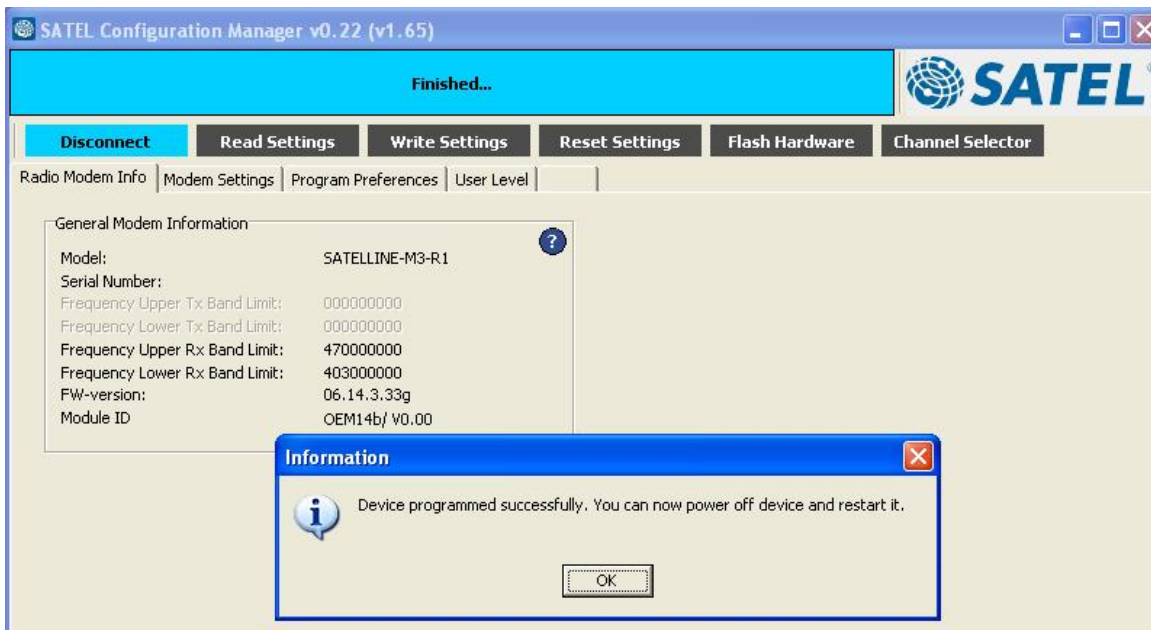 SATEL Configuration Manager v0.22 (v1.65)
Finished...
SATEL
Disconnect Read Settings Write Settings Reset Settings Flash Hardware Channel Selector
Radio Modem Info Modem Settings Program Preferences User Level
General Modem Information
?
Model: SATELLINE-M3-R1
Serial Number:
Frequency Upper Tx Band Limit: 000000000
Frequency Lower Tx Band Limit: 000000000
Frequency Upper Rx Band Limit: 470000000
Frequency Lower Rx Band Limit: 403000000
FW-version: 06.14.3.33g
Module ID OEM14b/ V0.00
Information
Device programmed successfully. You can now power off device and restart it.
OK